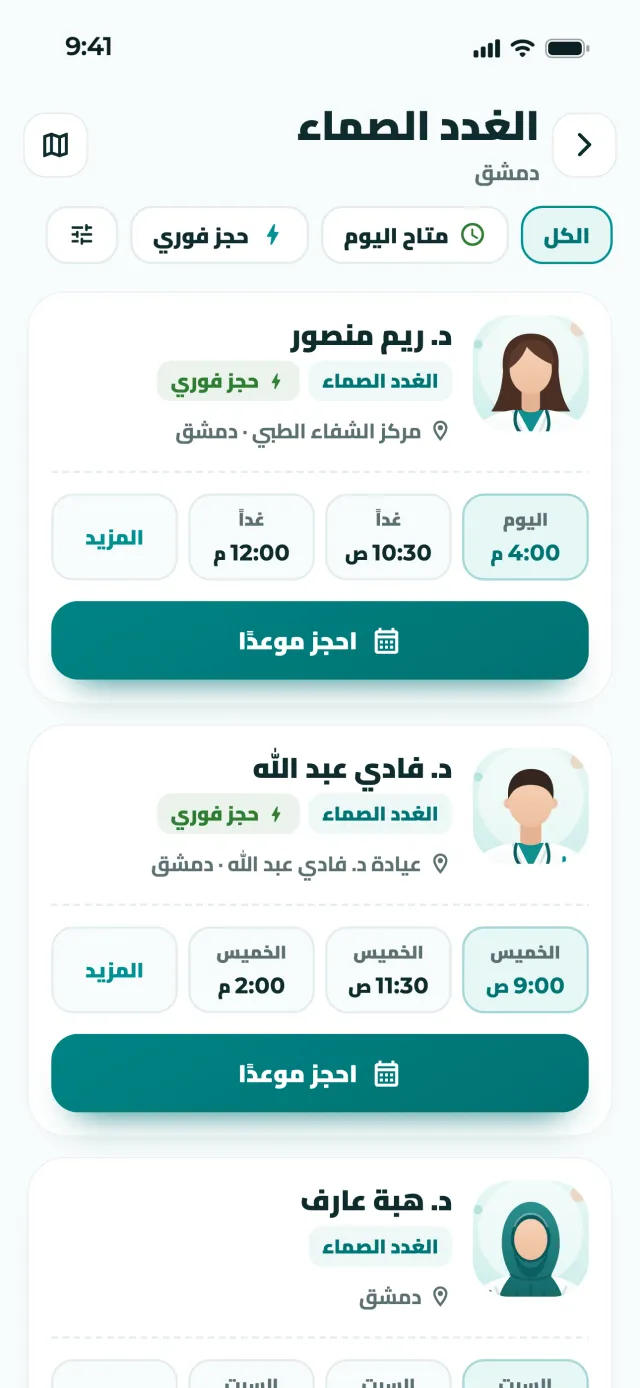 9:41
الغدد الصماء
دمشق
الكل
متاح اليوم
حجز فوري
د. ريم منصور
الغدد الصماء
حجز فوري
مركز الشفاء الطبي · دمشق
اليوم
4:00 م
غداً
10:30 ص
غداً
12:00 م
المزيد
احجز موعدًا
د. فادي عبد الله
الغدد الصماء
حجز فوري
عيادة د. فادي عبد الله · دمشق
الخميس
9:00 ص
الخميس
11:30 ص
الخميس
2:00 م
المزيد
احجز موعدًا
د. هبة عارف
الغدد الصماء
دمشق
السبت
السبت
السبت